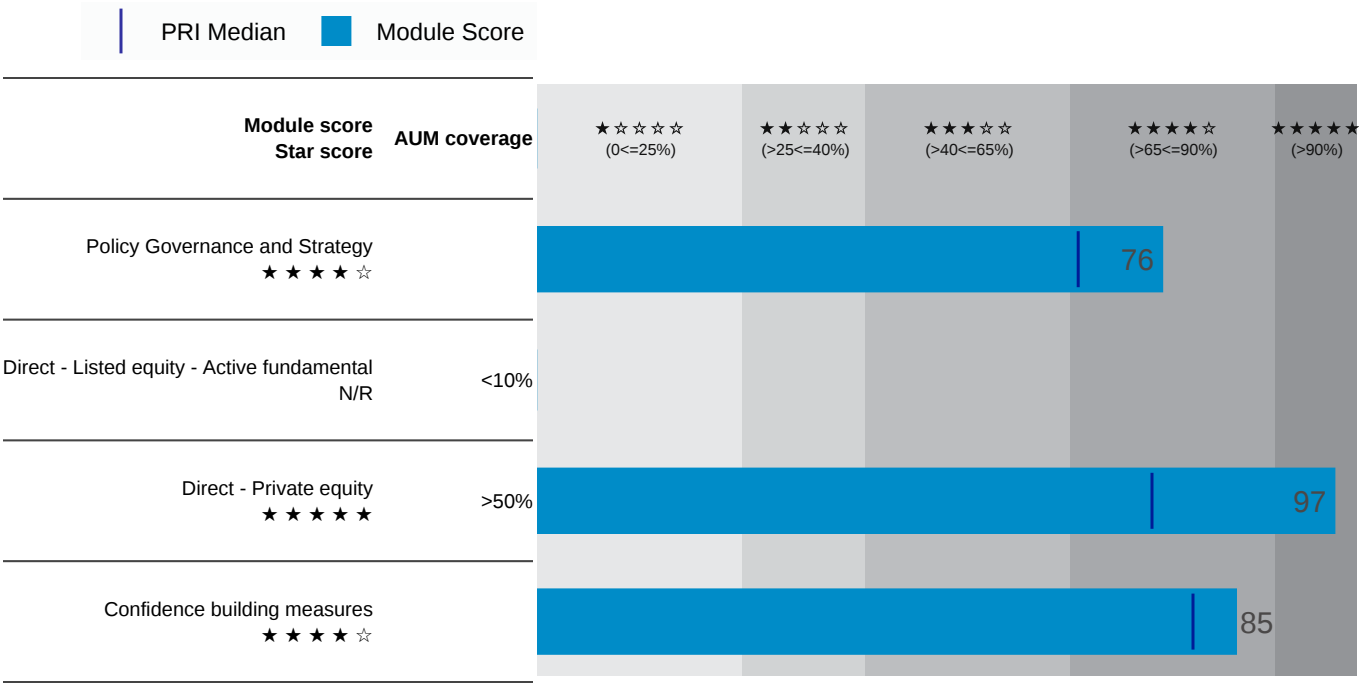 PRI Median Module Score
Module score
Star score
AUM coverage
★☆☆☆☆ ★★☆☆☆ ★★★☆☆ ★★★★☆ ★★★★★
(0<=25%) (>25<=40%) (>40<=65%) (>65<=90%) (>90%)
Policy Governance and Strategy
★★★★☆
76
Direct - Listed equity - Active fundamental
N/R
<10%
Direct - Private equity
★★★★★
>50%
97
Confidence building measures
★★★★☆
85